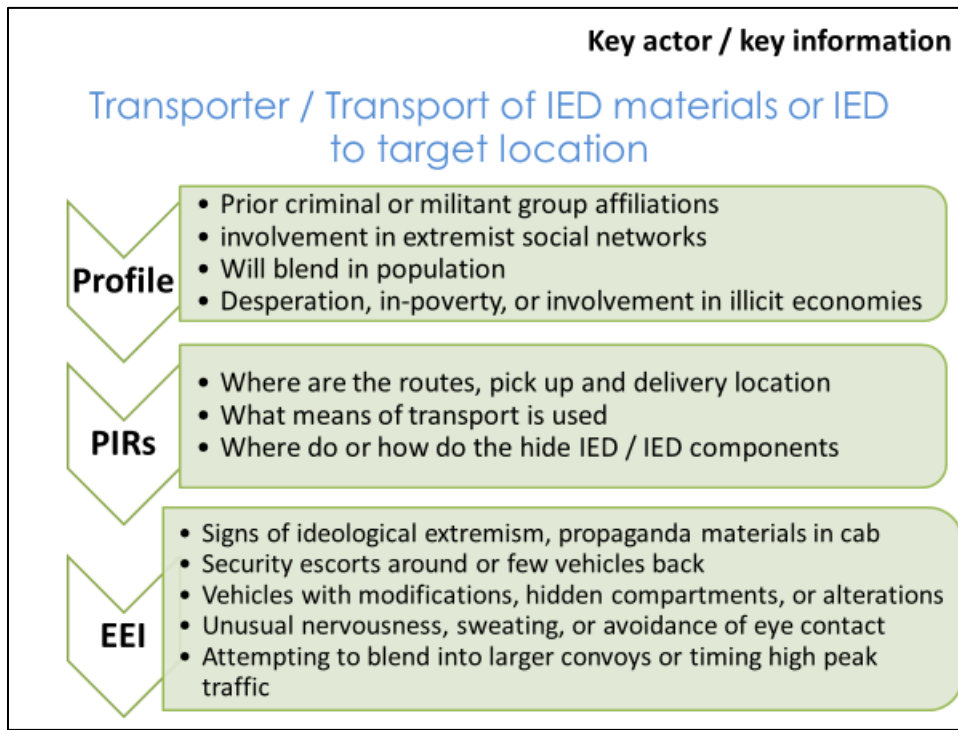 Key actor / key information
Transporter / Transport of IED materials or IED
to target location
Profile
• Prior criminal or militant group affiliations
• involvement in extremist social networks
• Will blend in population
• Desperation, in-poverty, or involvement in illicit economies
PIRs
• Where are the routes, pick up and delivery location
• What means of transport is used
• Where do or how do the hide IED / IED components
EEI
• Signs of ideological extremism, propaganda materials in cab
• Security escorts around or few vehicles back
• Vehicles with modifications, hidden compartments, or alterations
• Unusual nervousness, sweating, or avoidance of eye contact
• Attempting to blend into larger convoys or timing high peak
traffic